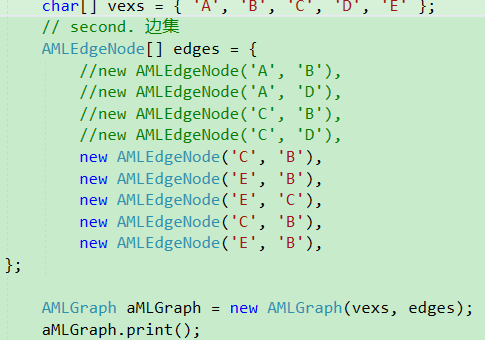 char[] vexs = { 'A', 'B', 'C', 'D', 'E' };
// second. 边集
AMLEdgeNode[] edges = {
//new AMLEdgeNode('A', 'B'),
//new AMLEdgeNode('A', 'D'),
//new AMLEdgeNode('C', 'B'),
//new AMLEdgeNode('C', 'D'),
new AMLEdgeNode('C', 'B'),
new AMLEdgeNode('E', 'B'),
new AMLEdgeNode('E', 'C'),
new AMLEdgeNode('C', 'B'),
new AMLEdgeNode('E', 'B'),
};
AMLGraph aMLGraph = new AMLGraph(vexs, edges);
aMLGraph.print();